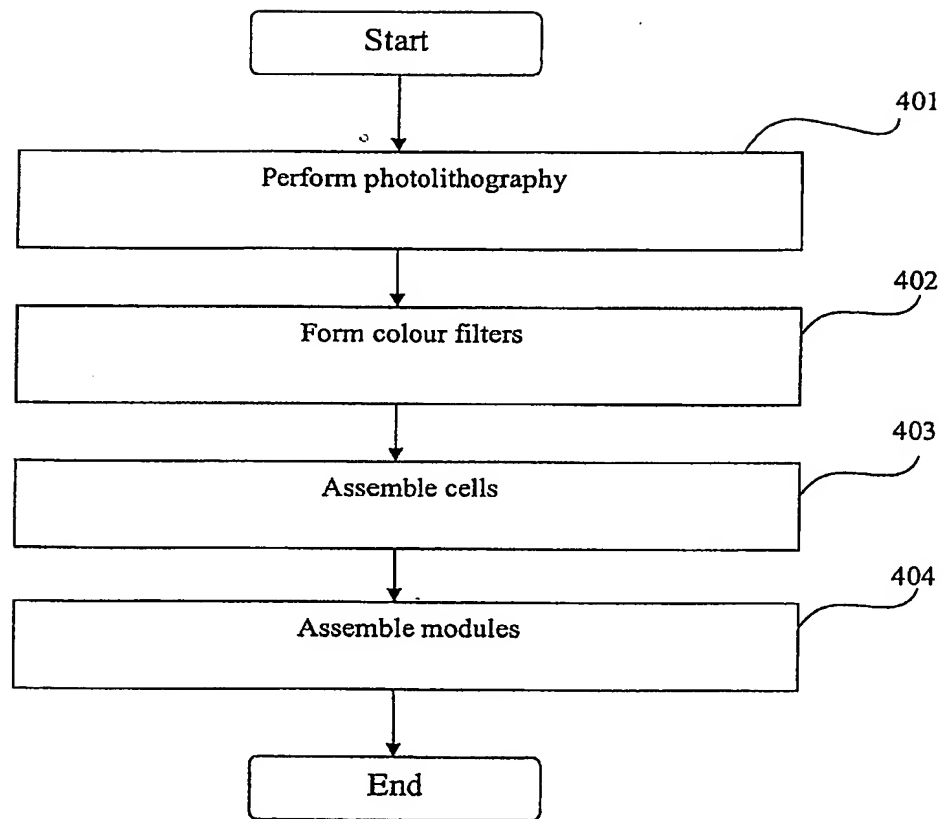 Start
401
Perform photolithography
402
Form colour filters
403
Assemble cells
404
Assemble modules
End